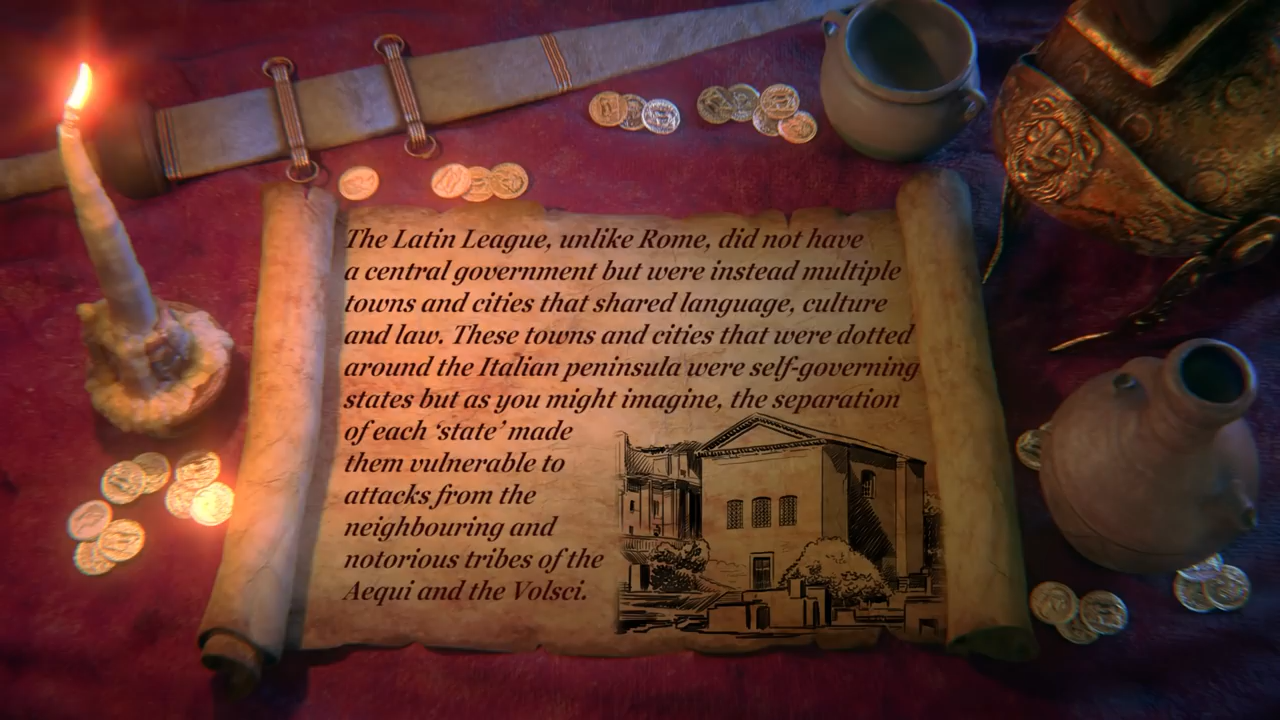 The Latin League, unlike Rome, did not have
a central government but were instead multiple
towns and cities that shared language, culture
and law. These towns and cities that were dotted
around the Italian peninsula were self-governing
states but as you might imagine, the separation
of each ‘state’ made
them vulnerable to
attacks from the
neighbouring and
notorious tribes of the
Aequi and the Volsci.